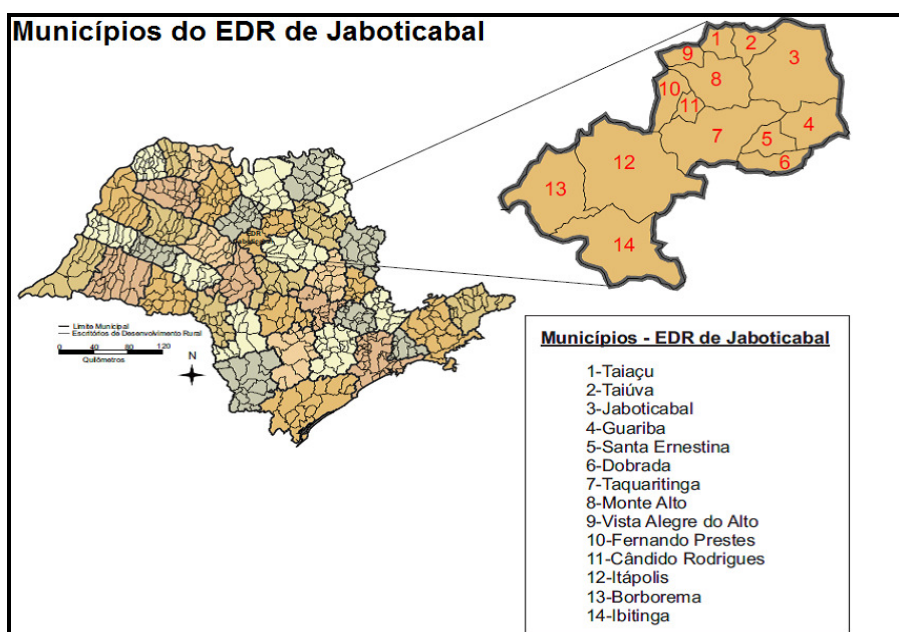 Municípios do EDR de Jaboticabal
1
2
3
9
8
10
11
4
7
5
6
12
13
14
EDR
Jaboticabal
Limite Municipal
Escritórios de Desenvolvimento Rural
0 40 80 120
Quilômetros
N
Municípios - EDR de Jaboticabal
1-Taiaçu
2-Taiúva
3-Jaboticabal
4-Guariba
5-Santa Ernestina
6-Dobrada
7-Taquaritinga
8-Monte Alto
9-Vista Alegre do Alto
10-Fernando Prestes
11-Cândido Rodrigues
12-Itápolis
13-Borborema
14-Ibitinga